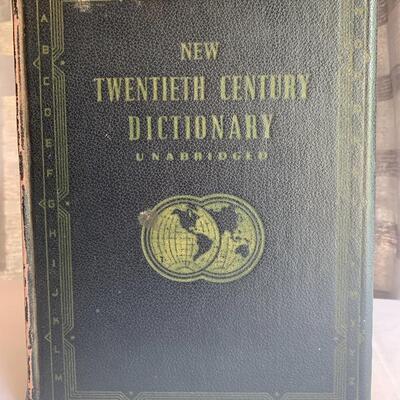 NEW
TWENTIETH CENTURY
DICTIONARY
UNABRIDGED
A
B
C
D
E
F
G
H
I
J
K
L
M
N
O
P
X
Y
Z